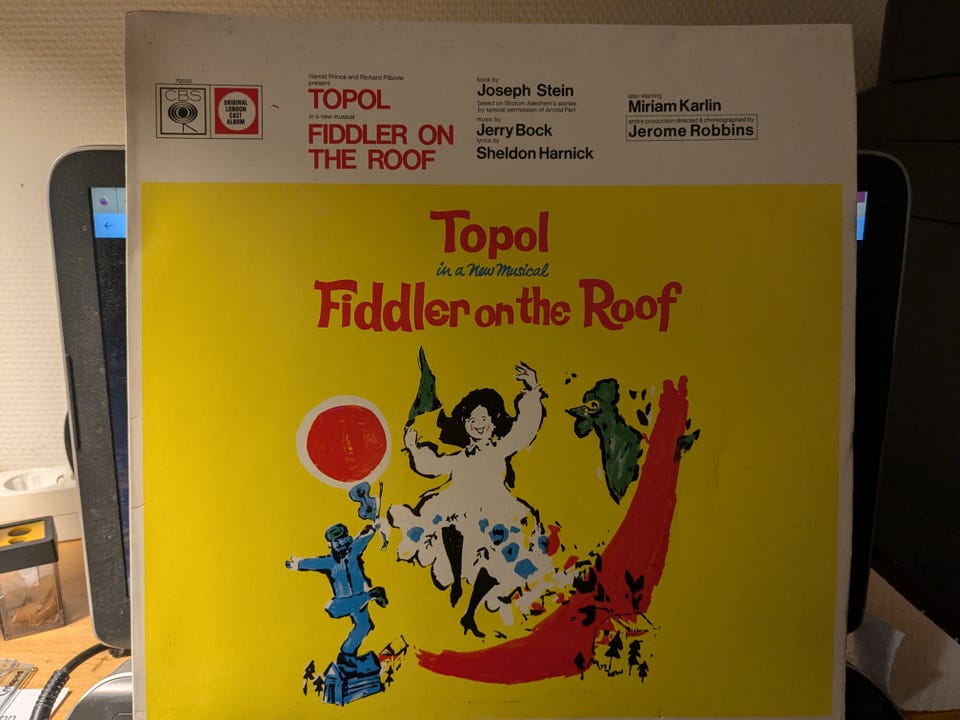 70030
CBS
ORIGINAL
LONDON
CAST
ALBUM
Harold Prince and Richard Pilbrow
present
TOPOL
in a new musical
FIDDLER ON
THE ROOF
book by
Joseph Stein
based on Sholom Aleichem's stories
by special permission of Arnold Perl
music by
Jerry Bock
lyrics by
Sheldon Harnick
also starring
Miriam Karlin
entire production directed & choreographed by
Jerome Robbins
Topol
in a New Musical
Fiddler on the Roof